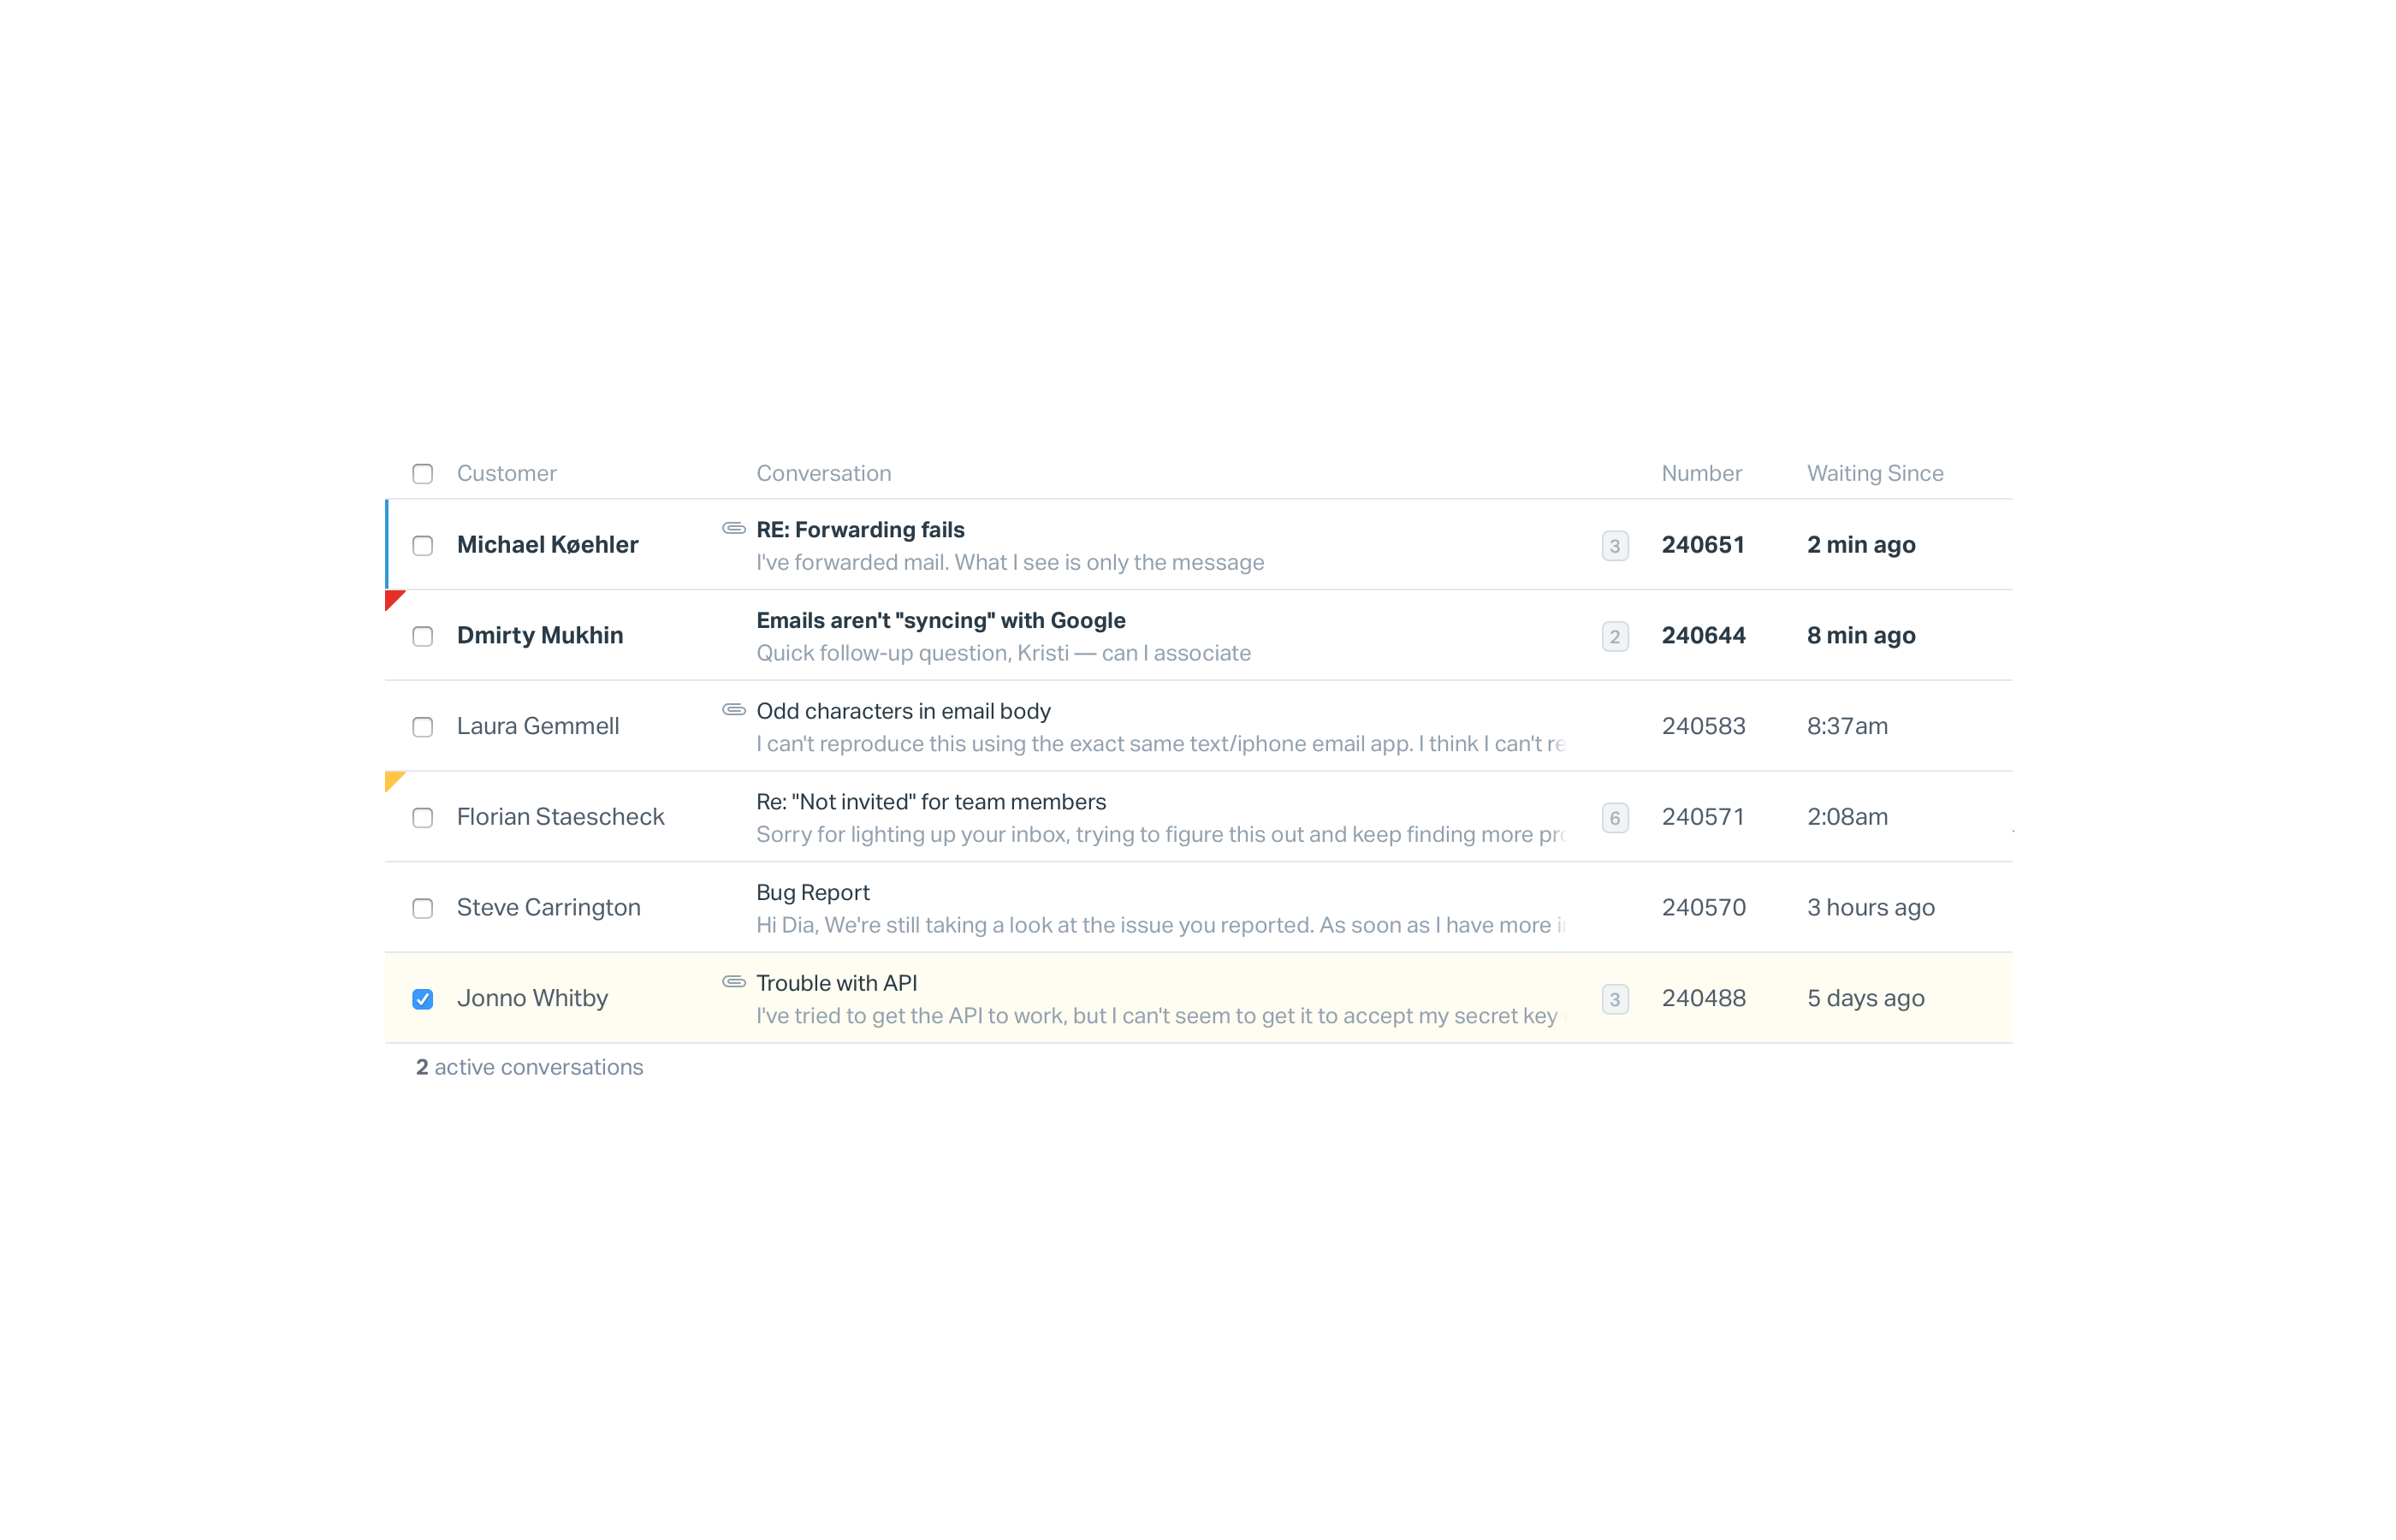 Customer Conversation Number Waiting Since
Michael Køehler RE: Forwarding fails 3 240651 2 min ago
I've forwarded mail. What I see is only the message
Dmirty Mukhin Emails aren't "syncing" with Google 2 240644 8 min ago
Quick follow-up question, Kristi — can I associate
Laura Gemmell Odd characters in email body 240583 8:37am
I can't reproduce this using the exact same text/iphone email app. I think I can't re
Florian Staescheck Re: "Not invited" for team members 6 240571 2:08am
Sorry for lighting up your inbox, trying to figure this out and keep finding more pro
Steve Carrington Bug Report 240570 3 hours ago
Hi Dia, We're still taking a look at the issue you reported. As soon as I have more i
Jonno Whitby Trouble with API 3 240488 5 days ago
I've tried to get the API to work, but I can't seem to get it to accept my secret key
2 active conversations